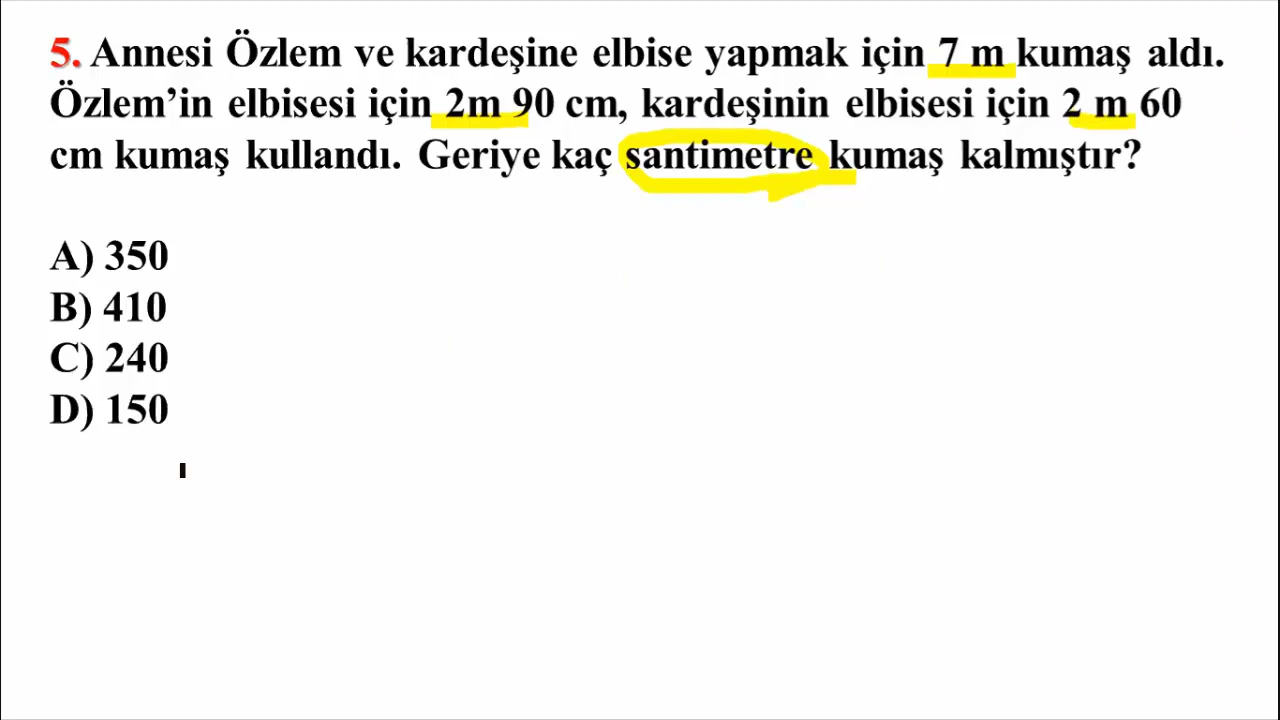 5. Annesi Özlem ve kardeşine elbise yapmak için 7 m kumaş aldı.
Özlem’in elbisesi için 2m 90 cm, kardeşinin elbisesi için 2 m 60
cm kumaş kullandı. Geriye kaç santimetre kumaş kalmıştır?
A) 350
B) 410
C) 240
D) 150